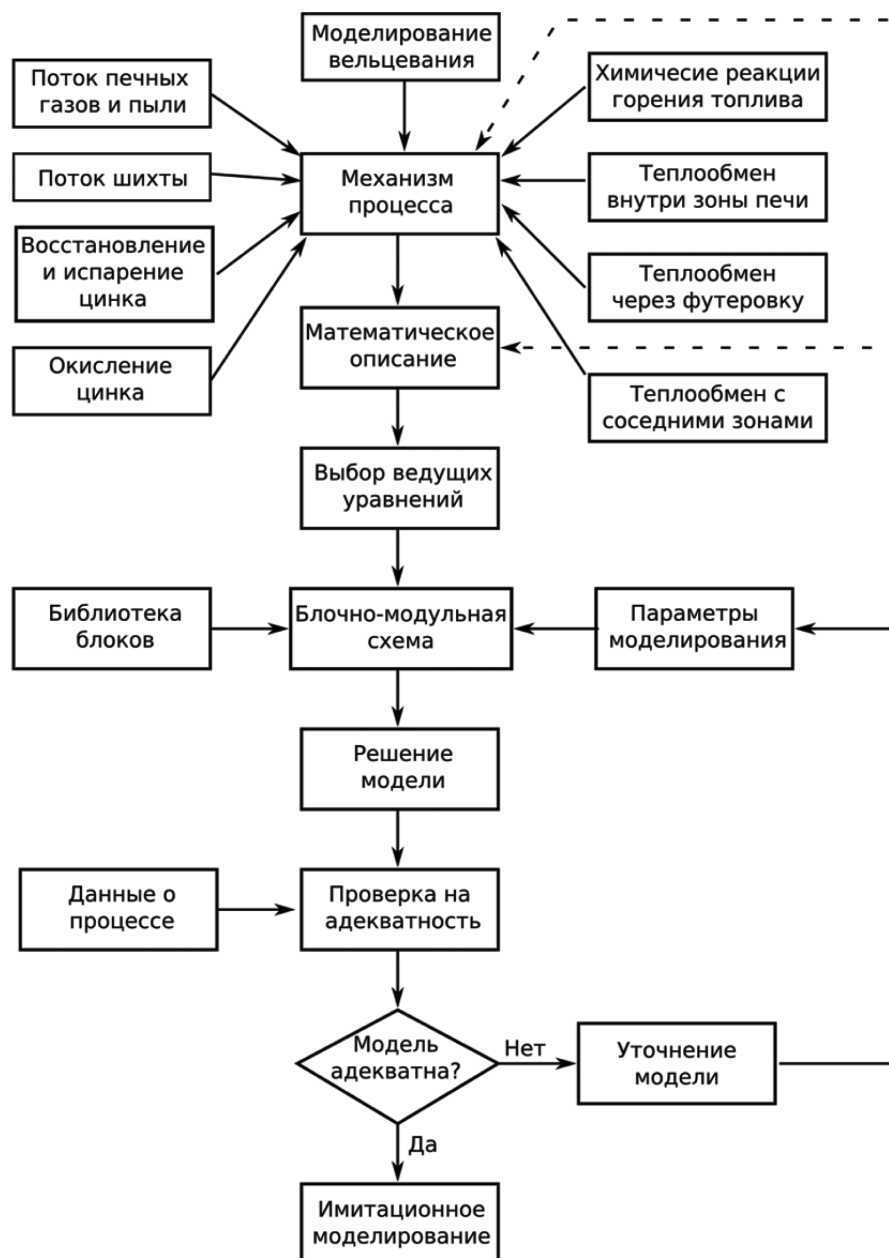 Моделирование
вельцевания
Поток печных
газов и пыли
Химичесие реакции
горения топлива
Поток шихты
Механизм
процесса
Теплообмен
внутри зоны печи
Восстановление
и испарение
цинка
Теплообмен
через футеровку
Математическое
описание
Окисление
цинка
Теплообмен с
соседними зонами
Выбор ведущих
уравнений
Библиотека
блоков
Блочно-модульная
схема
Параметры
моделирования
Решение
модели
Данные о
процессе
Проверка на
адекватность
Модель
адекватна?
Нет
Уточнение
модели
Да
Имитационное
моделирование